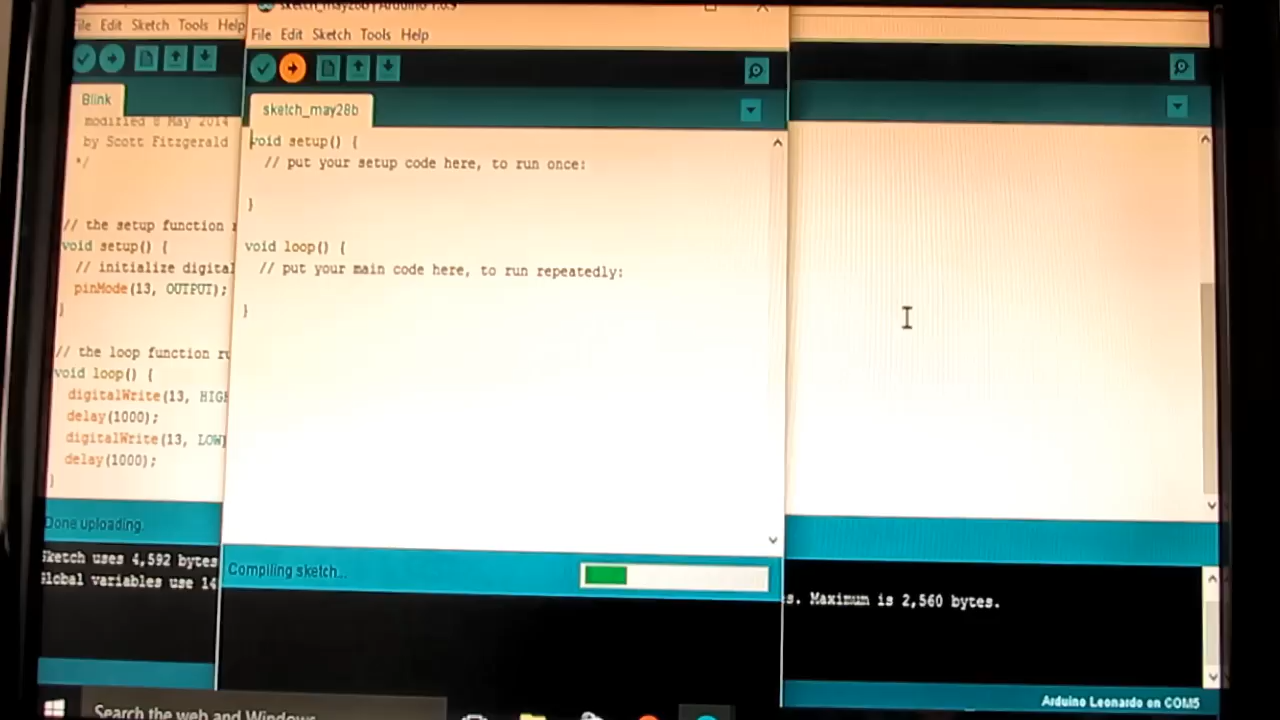 sketch_may28b | Arduino 1.6.9
File Edit Sketch Tools Help
File Edit Sketch Tools Help
Blink
modified 8 May 2014
by Scott Fitzgerald
*/
// the setup function
void setup() {
// initialize digital
pinMode(13, OUTPUT);
}
// the loop function
void loop() {
digitalWrite(13, HIGH
delay(1000);
digitalWrite(13, LOW)
delay(1000);
}
Done uploading.
Sketch uses 4,592 bytes
Global variables use 14
sketch_may28b
void setup() {
// put your setup code here, to run once:
}
void loop() {
// put your main code here, to run repeatedly:
}
Compiling sketch...
s. Maximum is 2,560 bytes.
Arduino Leonardo on COM5
Search the web and Windows